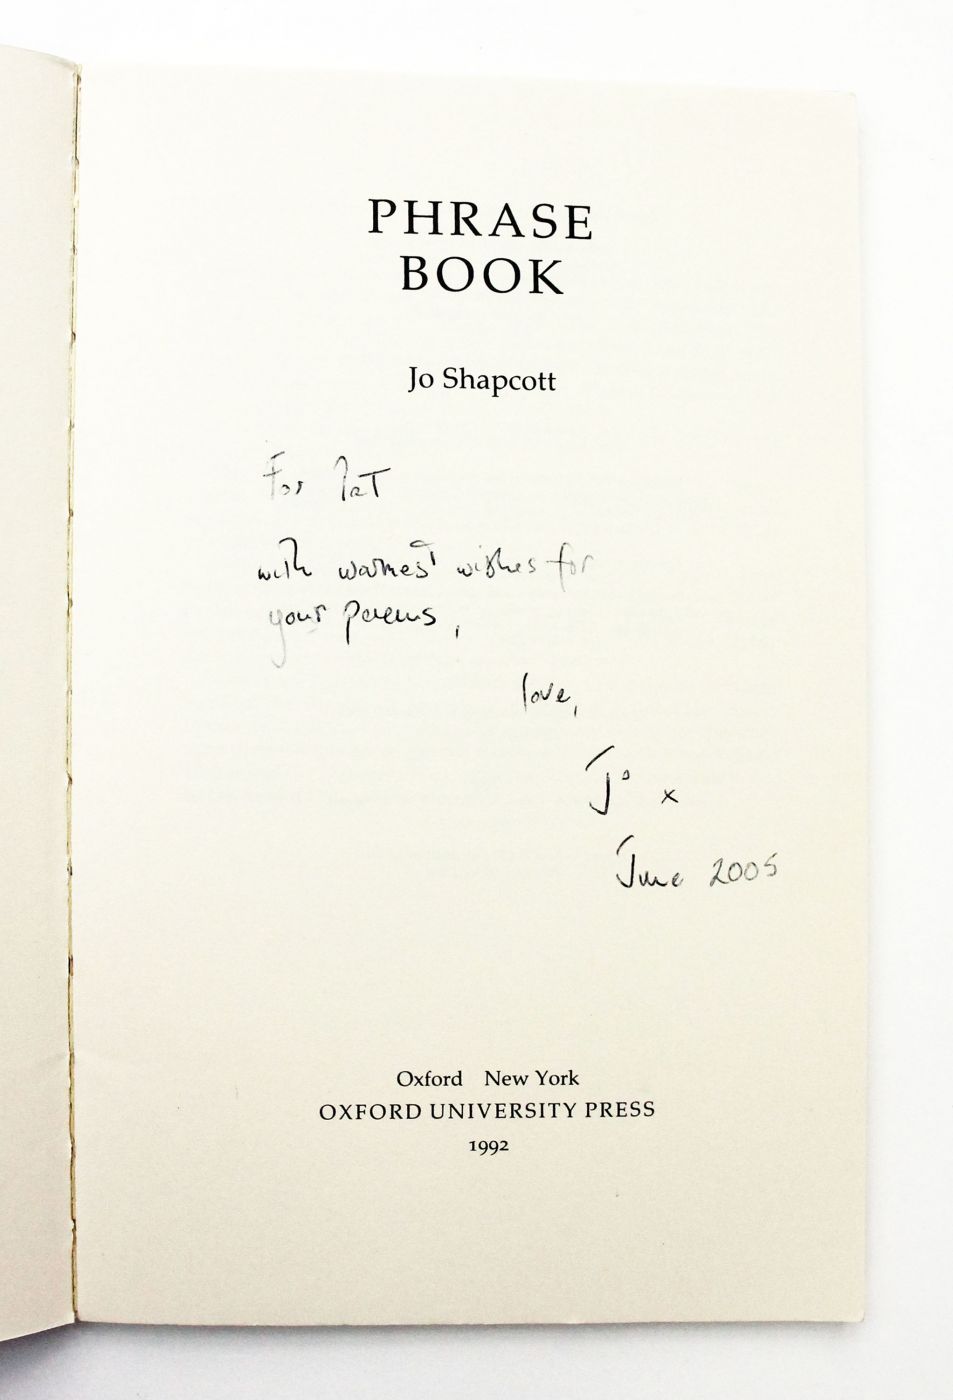 PHRASE
BOOK
Jo Shapcott
For Pat
with warmest wishes for
your poems,
love,
Jo x
June 2005
Oxford New York
OXFORD UNIVERSITY PRESS
1992